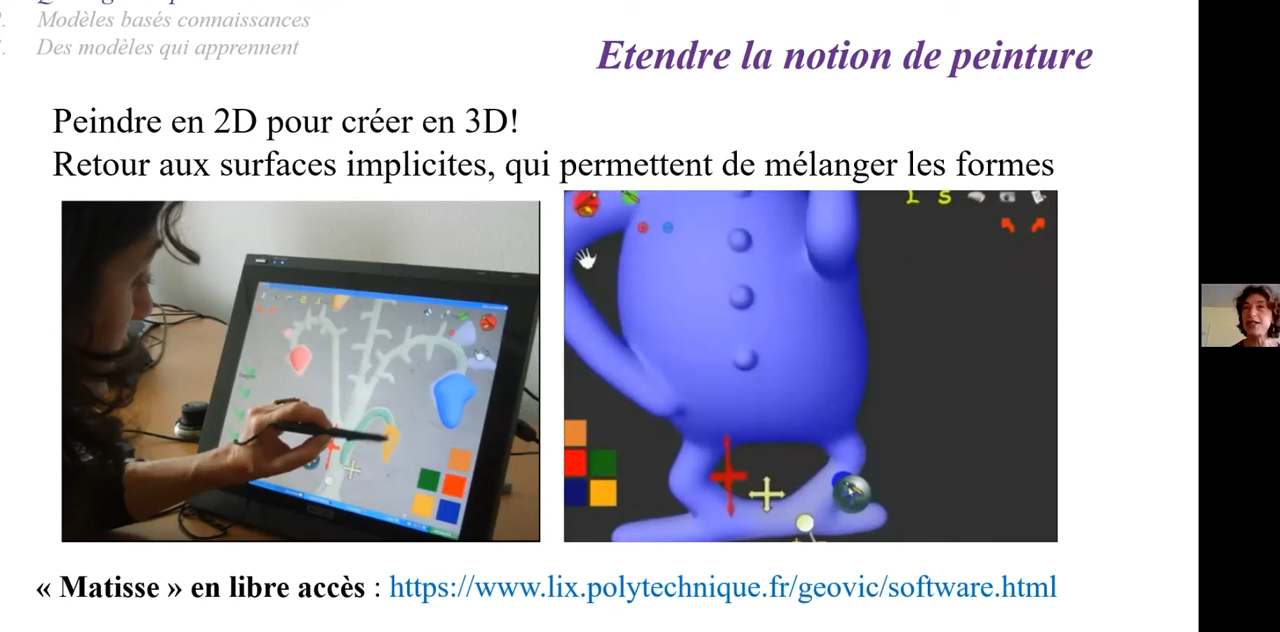 Modèles basés connaissances
Des modèles qui apprennent
Etendre la notion de peinture
Peindre en 2D pour créer en 3D!
Retour aux surfaces implicites, qui permettent de mélanger les formes
L S
« Matisse » en libre accès : https://www.lix.polytechnique.fr/geovic/software.html